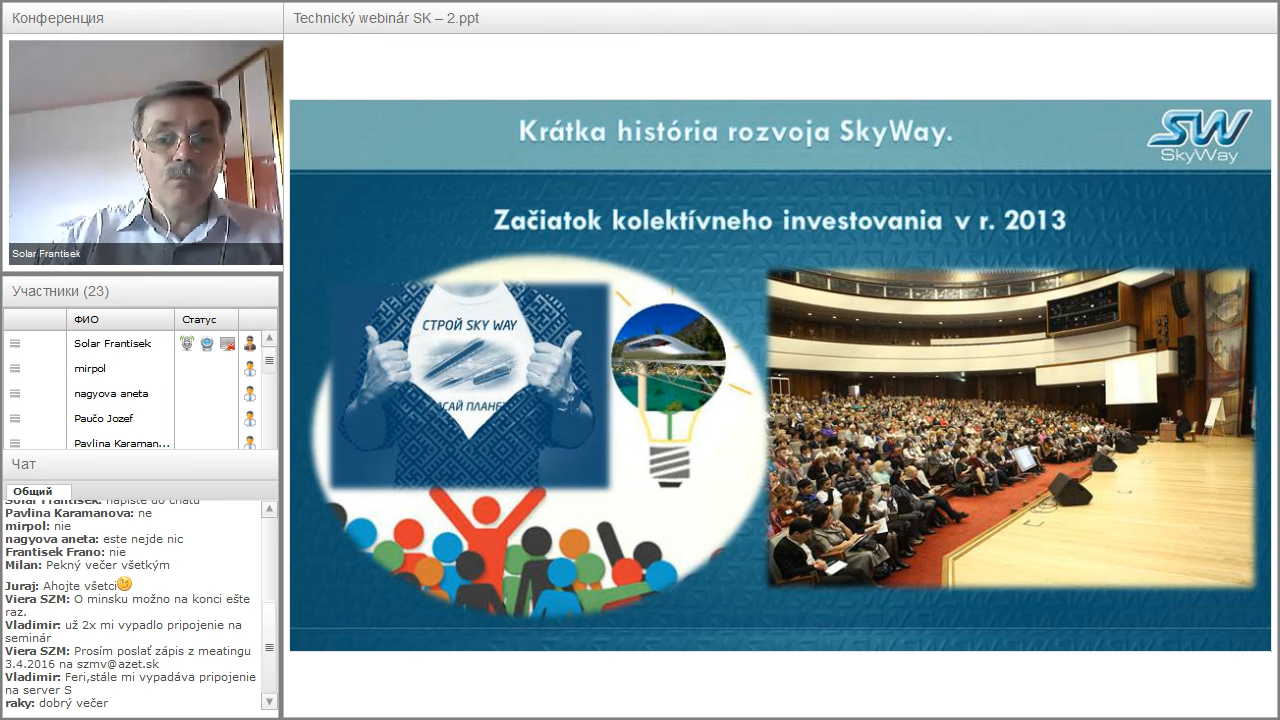 Конференция
Technický webinár SK – 2.ppt
Solar Frantisek
Участники (23)
ФИО
Статус
Solar Frantisek
mirpol
nagyova aneta
Paučo Jozef
Pavlina Karaman...
Чат
Общий
Solar Frantisek: napiste do chatu
Pavlina Karamanova: ne
mirpol: nie
nagyova aneta: este nejde nic
Frantisek Frano: nie
Milan: Pekný večer všetkým
Juraj: Ahojte všetci
Viera SZM: O minsku možno na konci ešte
raz.
Vladimir: už 2x mi vypadlo pripojenie na
seminár
Viera SZM: Prosím poslať zápis z meatingu
3.4.2016 na szmv@azet.sk
Vladimir: Feri,stále mi vypadáva pripojenie
na server S
raky: dobrý večer
Krátka história rozvoja SkyWay.
SW
SkyWay
Začiatok kolektívneho investovania v r. 2013
СТРОЙ SKY WAY
АСАЙ ПЛАНЕ